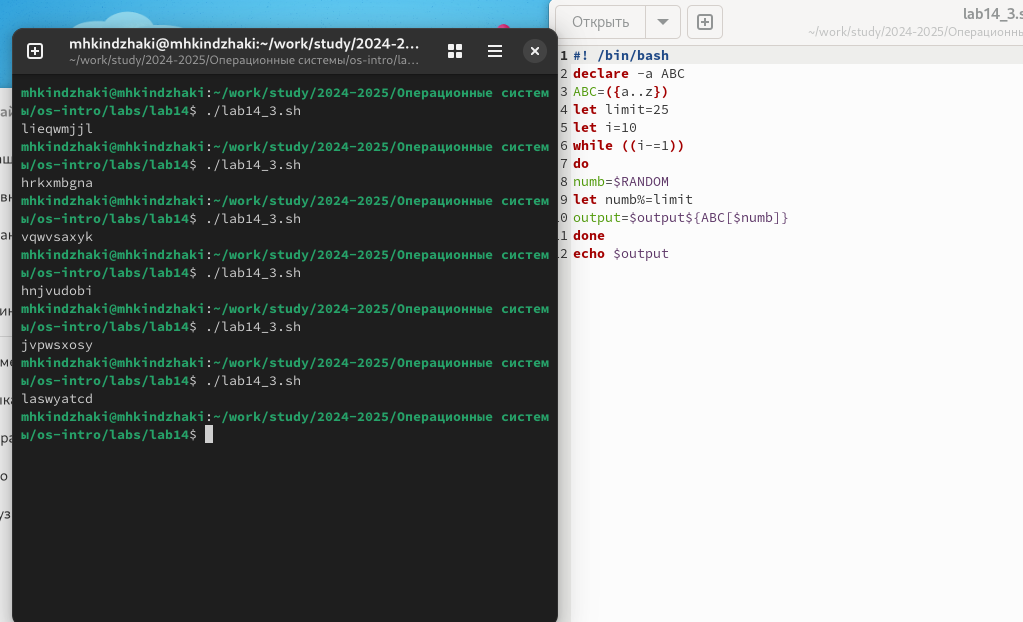 mhkindzhaki@mhkindzhaki:~/work/study/2024-2...
~/work/study/2024-2025/Операционные системы/os-intro/la...
mhkindzhaki@mhkindzhaki:~/work/study/2024-2025/Операционные систем
ы/os-intro/labs/lab14$ ./lab14_3.sh
lieqwmjjl
mhkindzhaki@mhkindzhaki:~/work/study/2024-2025/Операционные систем
ы/os-intro/labs/lab14$ ./lab14_3.sh
hrkxmbgna
mhkindzhaki@mhkindzhaki:~/work/study/2024-2025/Операционные систем
ы/os-intro/labs/lab14$ ./lab14_3.sh
vqwvsaxyk
mhkindzhaki@mhkindzhaki:~/work/study/2024-2025/Операционные систем
ы/os-intro/labs/lab14$ ./lab14_3.sh
hnjvudobi
mhkindzhaki@mhkindzhaki:~/work/study/2024-2025/Операционные систем
ы/os-intro/labs/lab14$ ./lab14_3.sh
jvpwsxosy
mhkindzhaki@mhkindzhaki:~/work/study/2024-2025/Операционные систем
ы/os-intro/labs/lab14$ ./lab14_3.sh
laswyatcd
mhkindzhaki@mhkindzhaki:~/work/study/2024-2025/Операционные систем
ы/os-intro/labs/lab14$
Открыть
lab14_3.s
~/work/study/2024-2025/Операционны
1 #! /bin/bash
2 declare -a ABC
3 ABC=({a..z})
4 let limit=25
5 let i=10
6 while ((i-=1))
7 do
8 numb=$RANDOM
9 let numb%=limit
10 output=$output${ABC[$numb]}
11 done
12 echo $output